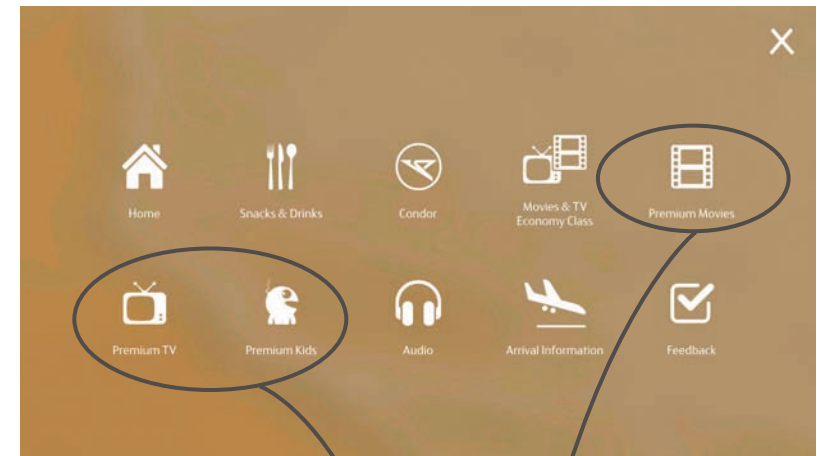 Home
Snacks & Drinks
Condor
Movies & TV
Economy Class
Premium Movies
Premium TV
Premium Kids
Audio
Arrival Information
Feedback